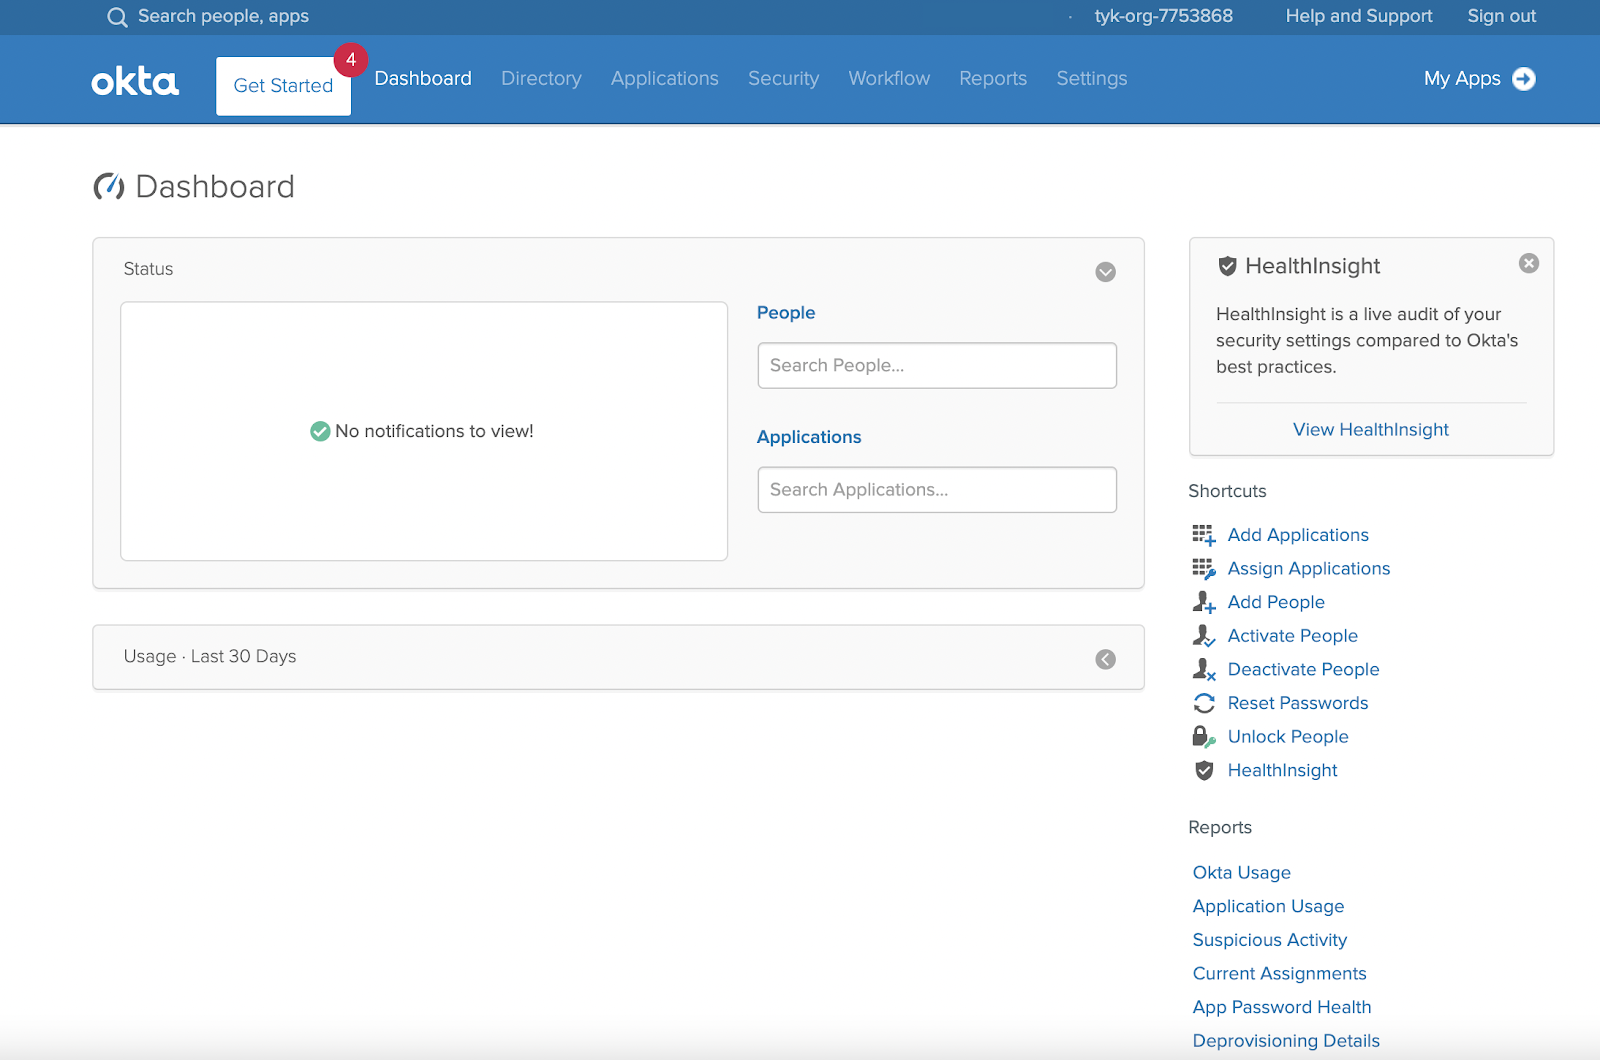 Search people, apps
· tyk-org-7753868 Help and Support Sign out
okta
Get Started
4
Dashboard Directory Applications Security Workflow Reports Settings
My Apps
Dashboard
Status
No notifications to view!
People
Search People...
Applications
Search Applications...
Usage · Last 30 Days
HealthInsight
HealthInsight is a live audit of your
security settings compared to Okta's
best practices.
View HealthInsight
Shortcuts
Add Applications
Assign Applications
Add People
Activate People
Deactivate People
Reset Passwords
Unlock People
HealthInsight
Reports
Okta Usage
Application Usage
Suspicious Activity
Current Assignments
App Password Health
Deprovisioning Details